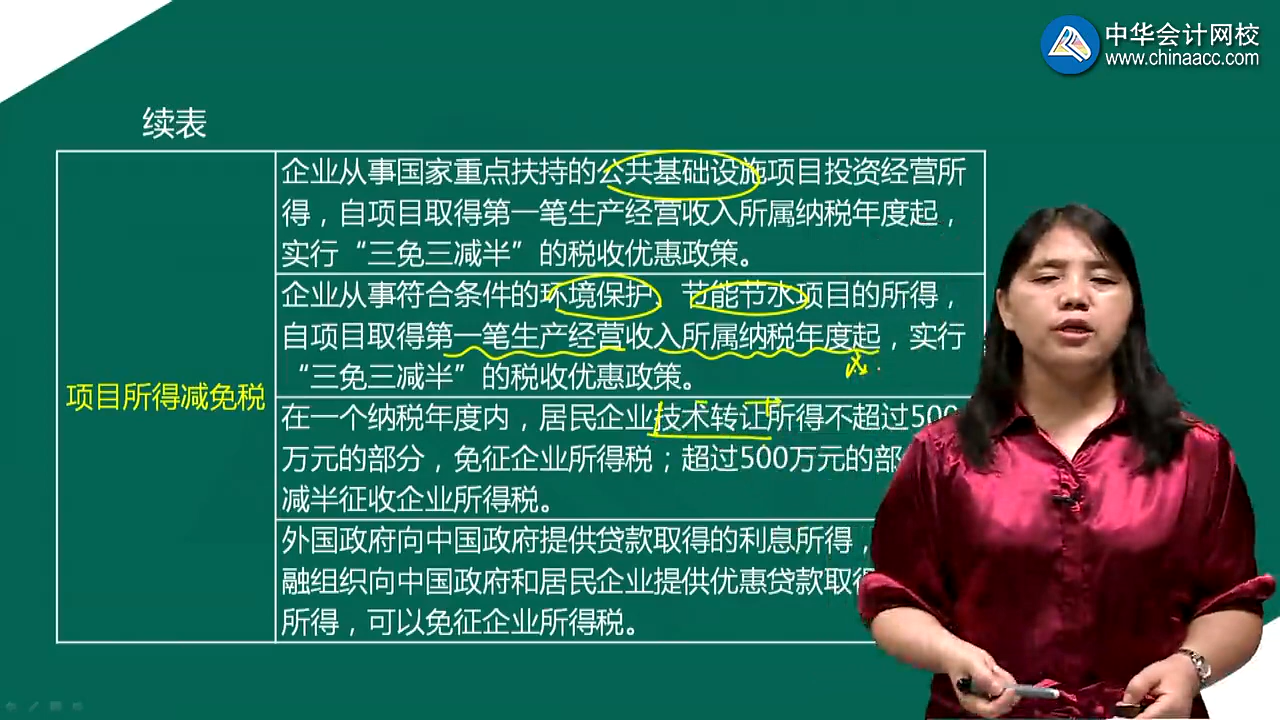 中华会计网校
www.chinaacc.com
续表
项目所得减免税
企业从事国家重点扶持的公共基础设施项目投资经营所
得，自项目取得第一笔生产经营收入所属纳税年度起，
实行“三免三减半”的税收优惠政策。
企业从事符合条件的环境保护、节能节水项目的所得，
自项目取得第一笔生产经营收入所属纳税年度起，实行
“三免三减半”的税收优惠政策。
在一个纳税年度内，居民企业技术转让所得不超过500
万元的部分，免征企业所得税；超过500万元的部
减半征收企业所得税。
外国政府向中国政府提供贷款取得的利息所得，
融组织向中国政府和居民企业提供优惠贷款取得
所得，可以免征企业所得税。